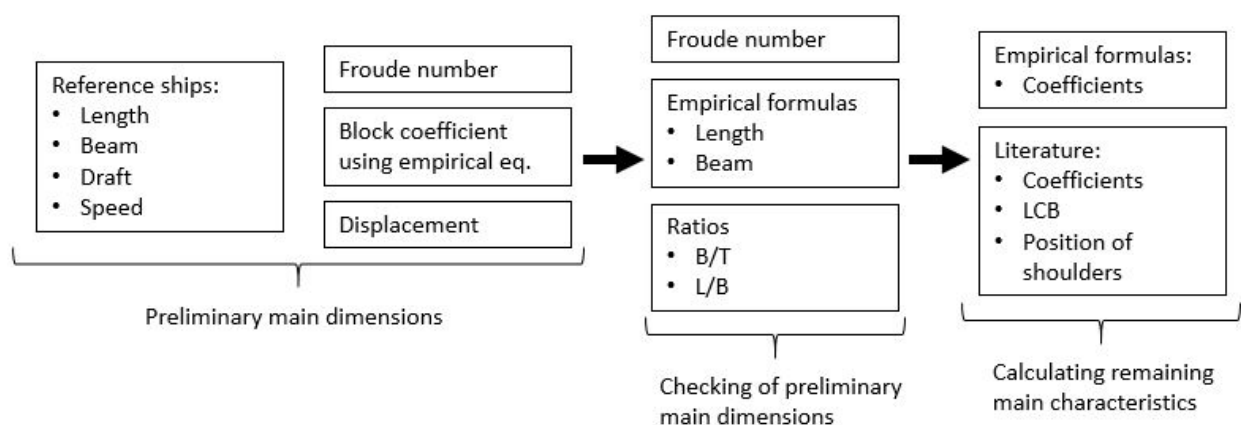 Reference ships:
• Length
• Beam
• Draft
• Speed
Froude number
Block coefficient
using empirical eq.
Displacement
Preliminary main dimensions
Froude number
Empirical formulas
• Length
• Beam
Ratios
• B/T
• L/B
Checking of preliminary
main dimensions
Empirical formulas:
• Coefficients
Literature:
• Coefficients
• LCB
• Position of
shoulders
Calculating remaining
main characteristics